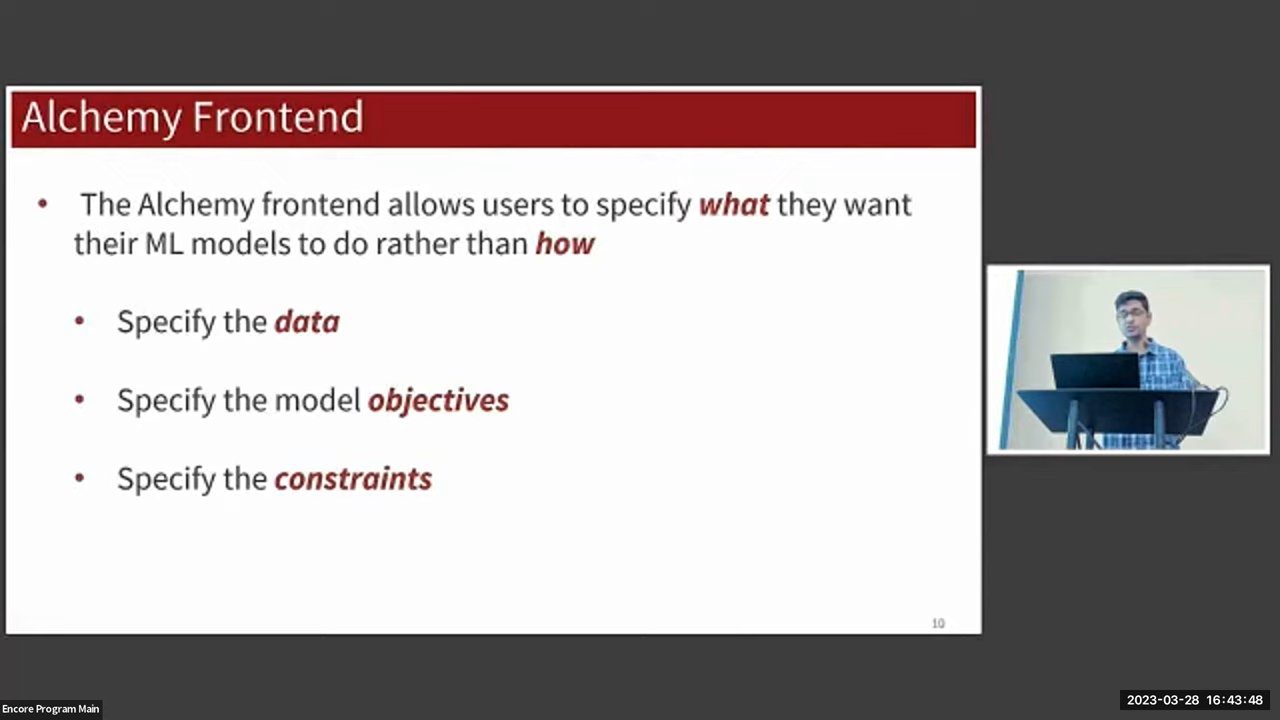 Alchemy Frontend
• The Alchemy frontend allows users to specify what they want
their ML models to do rather than how
• Specify the data
• Specify the model objectives
• Specify the constraints
10
Encore Program Main
2023-03-28 16:43:48